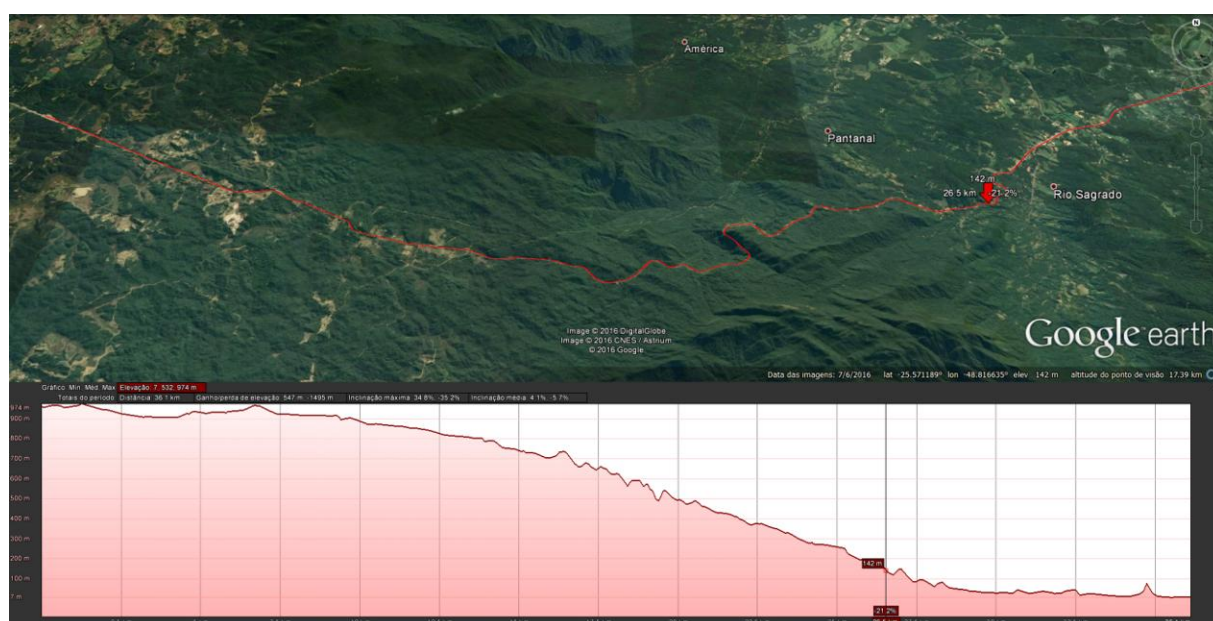 N
América
Pantanal
142 m
26.5 km -21.2%
Rio Sagrado
Image © 2016 DigitalGlobe
Image © 2016 CNES / Astrium
© 2016 Google
Google earth
Data das imagens: 7/6/2016 lat -25.571189° lon -48.816635° elev 142 m altitude do ponto de visão 17.39 km
Gráfico: Mín, Méd, Máx Elevação: 7, 532, 974 m
Totais do período: Distância: 36.1 km Ganho/perda de elevação: 547 m, -1495 m Inclinação máxima: 34.8%, -35.2% Inclinação média: 4.1%, -5.7%
974 m
900 m
800 m
700 m
600 m
500 m
400 m
300 m
200 m
142 m
100 m
7 m
-21.2%